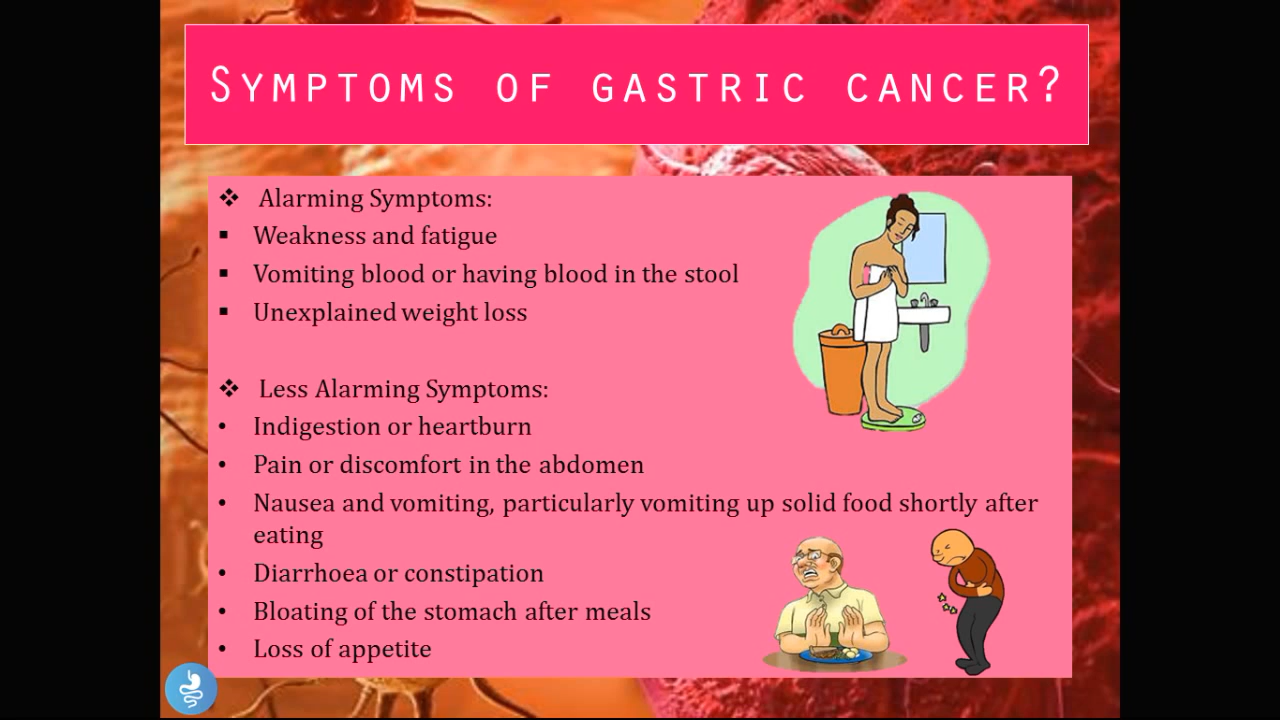 Symptoms of gastric cancer?
❖ Alarming Symptoms:
▪ Weakness and fatigue
▪ Vomiting blood or having blood in the stool
▪ Unexplained weight loss
❖ Less Alarming Symptoms:
• Indigestion or heartburn
• Pain or discomfort in the abdomen
• Nausea and vomiting, particularly vomiting up solid food shortly after
eating
• Diarrhoea or constipation
• Bloating of the stomach after meals
• Loss of appetite